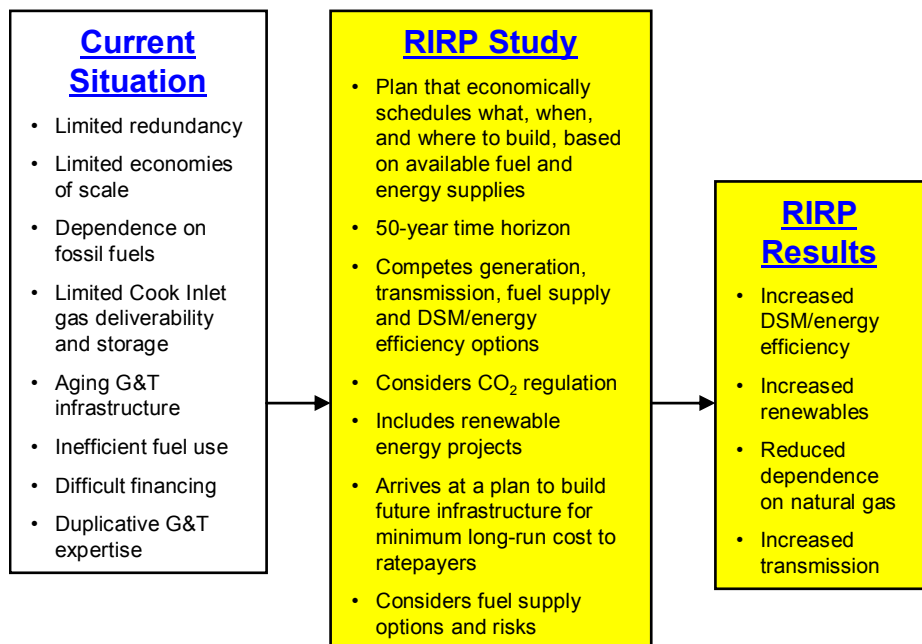 Current
Situation
• Limited redundancy
• Limited economies
of scale
• Dependence on
fossil fuels
• Limited Cook Inlet
gas deliverability
and storage
• Aging G&T
infrastructure
• Inefficient fuel use
• Difficult financing
• Duplicative G&T
expertise
RIRP Study
• Plan that economically
schedules what, when,
and where to build, based
on available fuel and
energy supplies
• 50-year time horizon
• Competes generation,
transmission, fuel supply
and DSM/energy
efficiency options
• Considers CO₂ regulation
• Includes renewable
energy projects
• Arrives at a plan to build
future infrastructure for
minimum long-run cost to
ratepayers
• Considers fuel supply
options and risks
RIRP
Results
• Increased
DSM/energy
efficiency
• Increased
renewables
• Reduced
dependence
on natural gas
• Increased
transmission